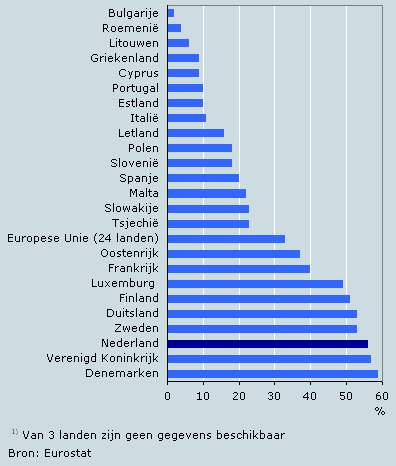 Bulgarije
Roemenië
Litouwen
Griekenland
Cyprus
Portugal
Estland
Italië
Letland
Polen
Slovenië
Spanje
Malta
Slowakije
Tsjechië
Europese Unie (24 landen)
Oostenrijk
Frankrijk
Luxemburg
Finland
Duitsland
Zweden
Nederland
Verenigd Koninkrijk
Denemarken
0 10 20 30 40 50 60
%
1) Van 3 landen zijn geen gegevens beschikbaar
Bron: Eurostat